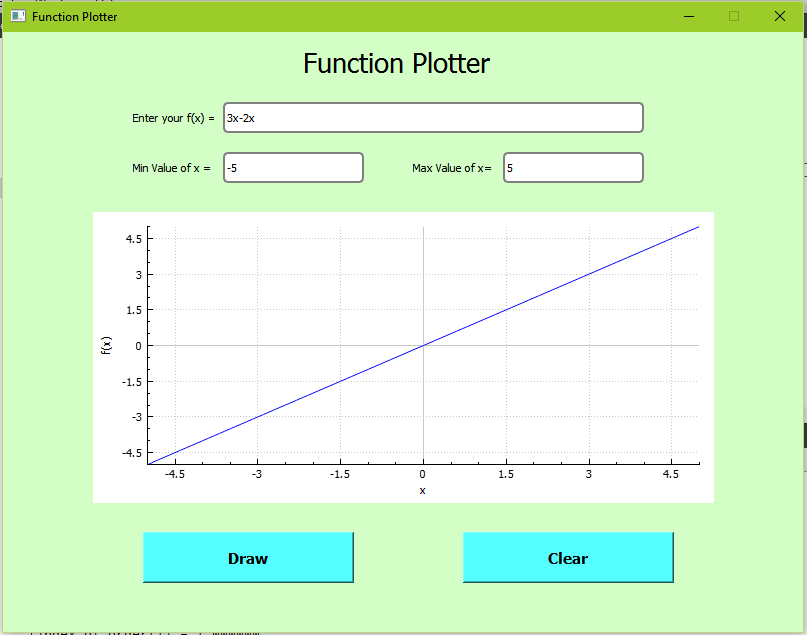 Function Plotter
Function Plotter
Enter your f(x) = 3x-2x
Min Value of x = -5 Max Value of x= 5
4.5
3
1.5
0
-1.5
-3
-4.5
f(x)
-4.5 -3 -1.5 0 1.5 3 4.5
x
Draw Clear